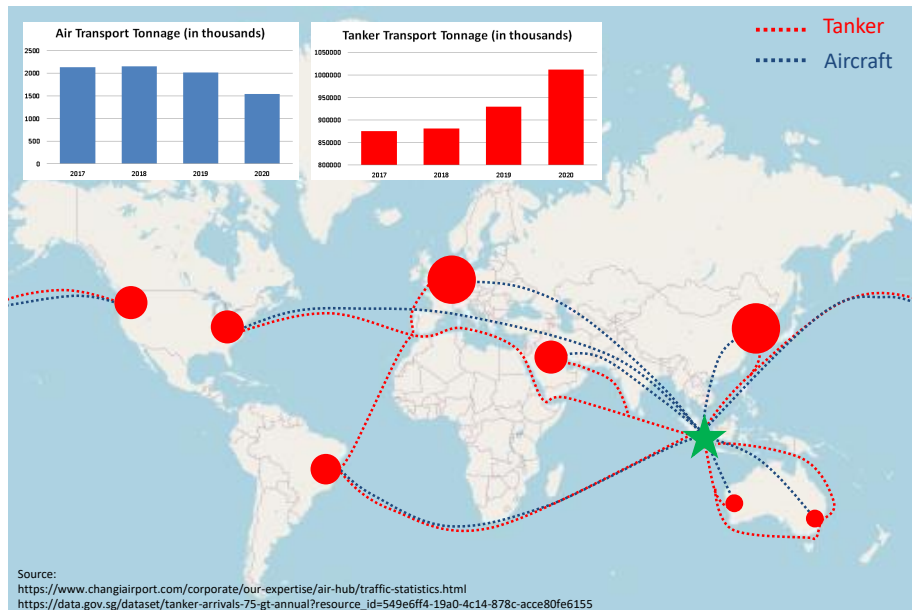 Air Transport Tonnage (in thousands)
2500
2000
1500
1000
500
0
2017 2018 2019 2020
Tanker Transport Tonnage (in thousands)
1050000
1000000
950000
900000
850000
800000
2017 2018 2019 2020
Tanker
Aircraft
Source:
https://www.changiairport.com/corporate/our-expertise/air-hub/traffic-statistics.html
https://data.gov.sg/dataset/tanker-arrivals-75-gt-annual?resource_id=549e6ff4-19a0-4c14-878c-acce80fe6155